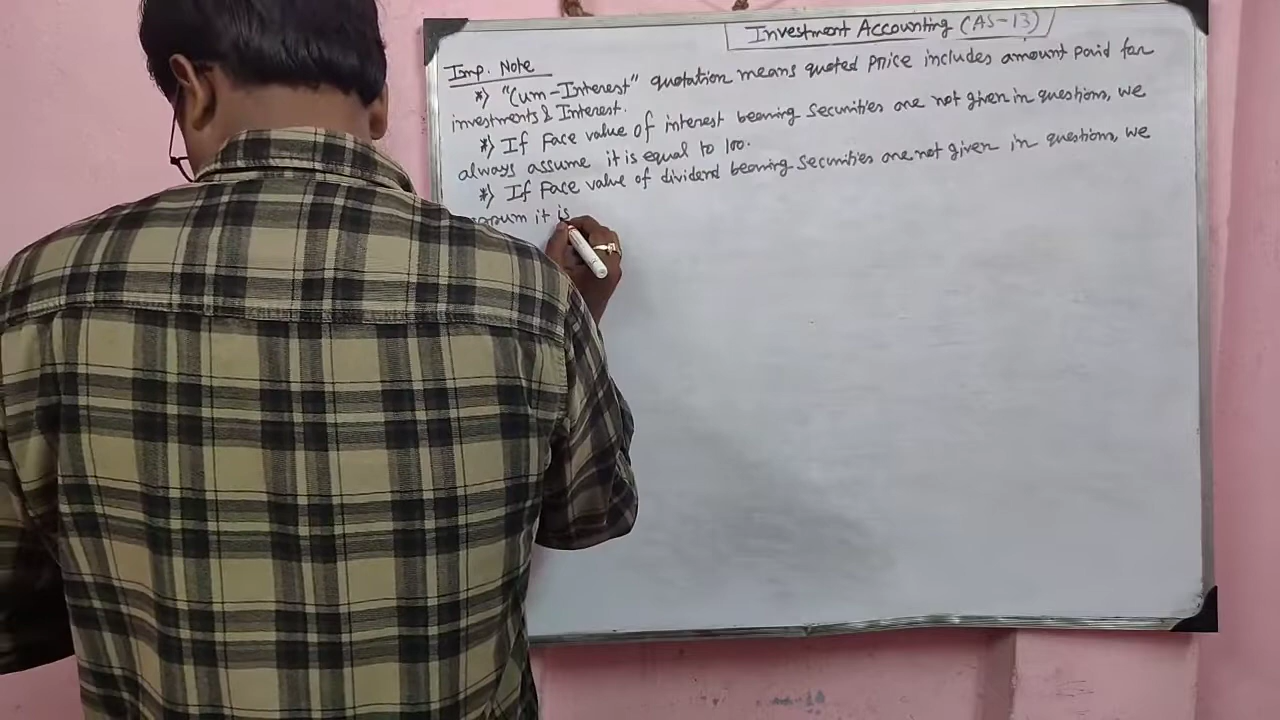 Investment Accounting (AS-13)
Imp. Note
*) "Cum-Interest" quotation means quoted price includes amount paid for
investments & Interest.
*) If Face value of interest bearing securities are not given in questions, we
always assume it is equal to 100.
*) If Face value of dividend bearing securities are not given in questions, we
it is